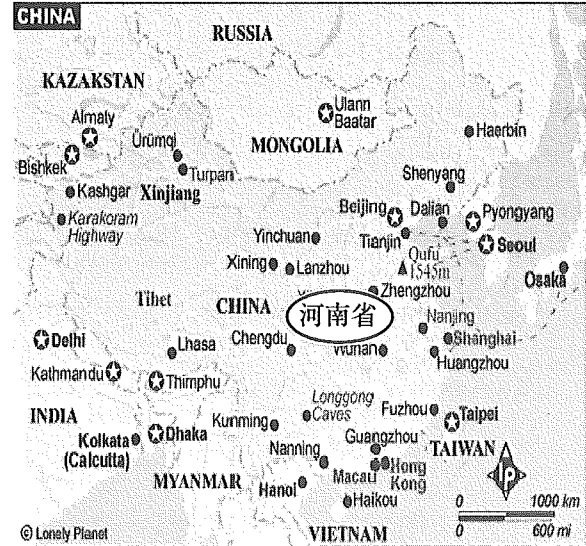 CHINA
RUSSIA
KAZAKSTAN
Almaly
Ulann
Baatar
Haerbin
Ürümqi
MONGOLIA
Bishkek
Turpan
Shenyang
Kashgar
Xinjiang
Beijing
Dalian
Pyongyang
Karakoram
Highway
Yinchuan
Tianjin
Seoul
Qufu
1545m
Xining
Lanzhou
Osaka
Zhengzhou
Tihet
CHINA
河南省
Nanjing
Delhi
Lhasa
Chengdu
Wuhan
Shanghai
Huangzhou
Kathmandu
Thimphu
Longgong
Caves
Fuzhou
Taipei
INDIA
Kunming
Guangzhou
TAIWAN
Kolkata
(Calcutta)
Dhaka
Nanning
Macau
Hong
Kong
MYANMAR
Hanoi
Haikou
0 1000 km
0 600 mi
© Lonely Planet
VIETNAM